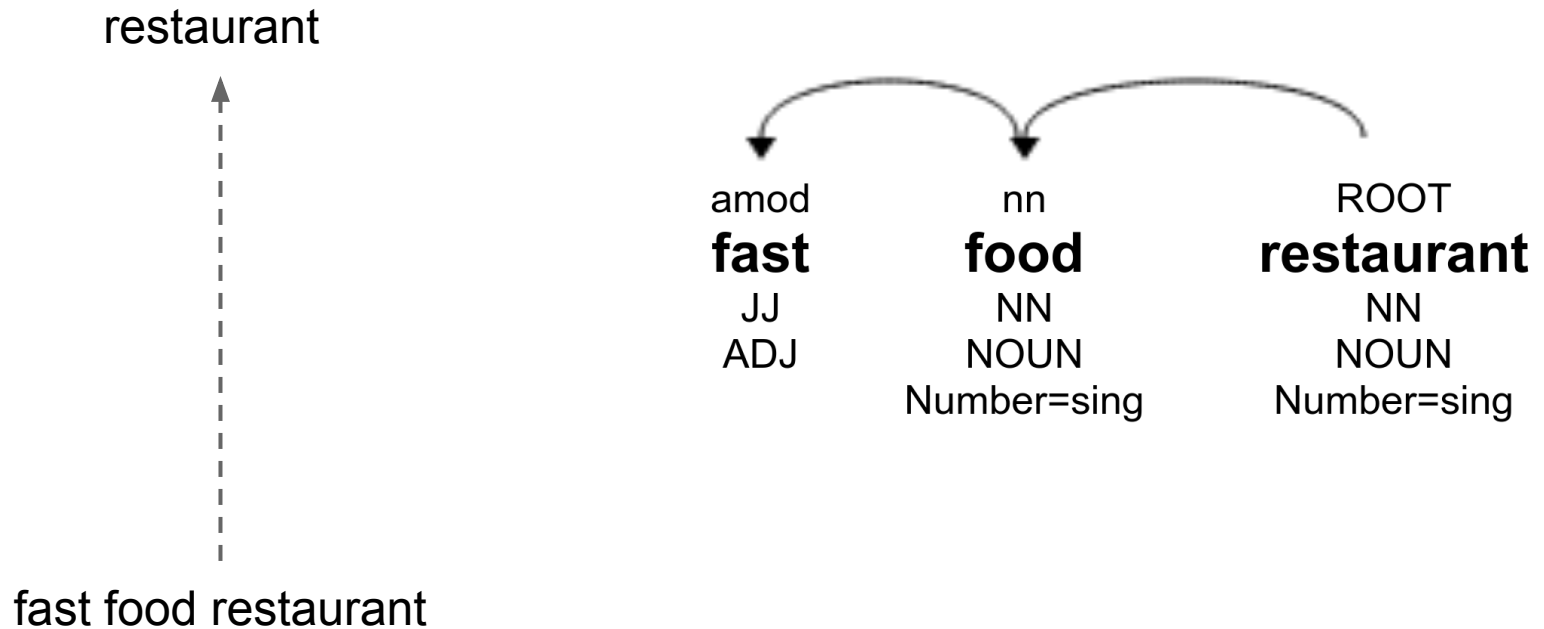 restaurant
amod nn ROOT
fast food restaurant
JJ NN NN
ADJ NOUN NOUN
Number=sing Number=sing
fast food restaurant